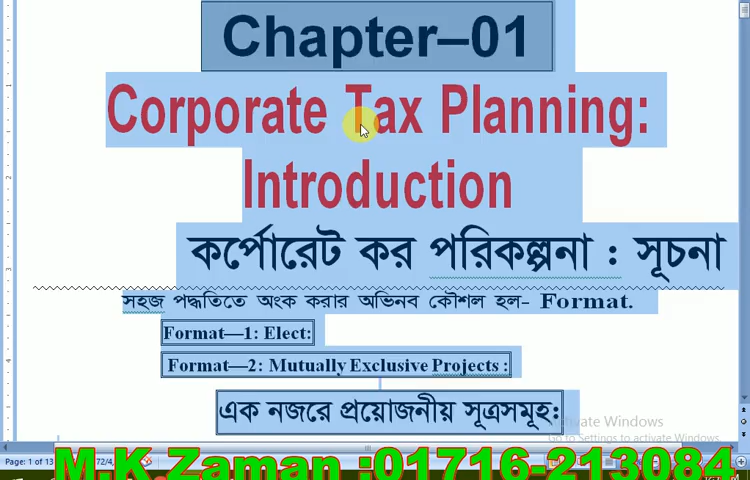 Chapter–01
Corporate Tax Planning:
Introduction
কর্পোরেট কর পরিকল্পনা : সূচনা
সহজ পদ্ধতিতে অংক করার অভিনব কৌশল হল- Format.
Format—1: Elect:
Format—2: Mutually Exclusive Projects :
এক নজরে প্রয়োজনীয় সূত্রসমূহ:
Activate Windows
Go to Settings to activate Windows.
Page: 1 of 13
M.K Zaman :01716-213084